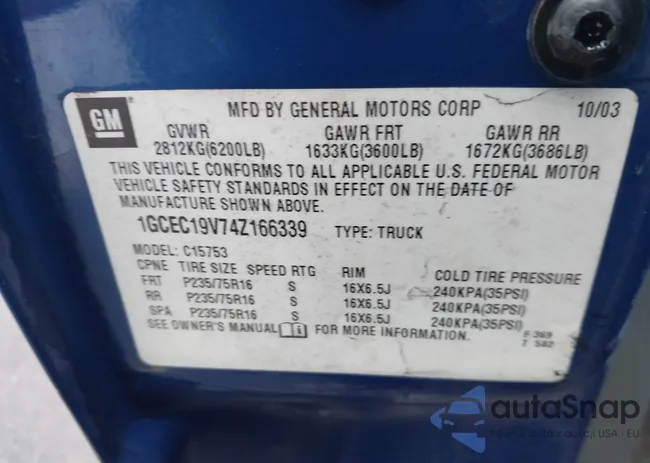 GM
MFD BY GENERAL MOTORS CORP 10/03
GVWR GAWR FRT GAWR RR
2812KG(6200LB) 1633KG(3600LB) 1672KG(3686LB)
THIS VEHICLE CONFORMS TO ALL APPLICABLE U.S. FEDERAL MOTOR
VEHICLE SAFETY STANDARDS IN EFFECT ON THE DATE OF
MANUFACTURE SHOWN ABOVE.
1GCEC19V74Z166339 TYPE: TRUCK
MODEL: C15753
CPNE TIRE SIZE SPEED RTG RIM COLD TIRE PRESSURE
FRT P235/75R16 S 16X6.5J 240KPA(35PSI)
RR P235/75R16 S 16X6.5J 240KPA(35PSI)
SPA P235/75R16 S 16X6.5J 240KPA(35PSI)
SEE OWNER'S MANUAL FOR MORE INFORMATION.
F 369
T 582
autoSnap
USA - EU